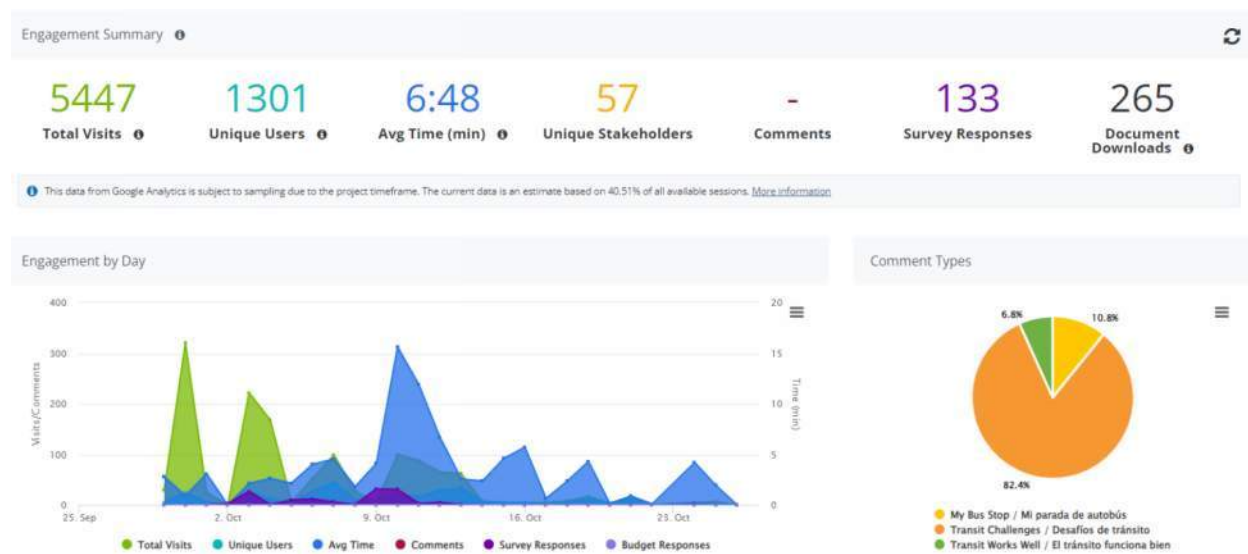 Engagement Summary
5447
Total Visits
1301
Unique Users
6:48
Avg Time (min)
57
Unique Stakeholders
-
Comments
133
Survey Responses
265
Document
Downloads
This data from Google Analytics is subject to sampling due to the project timeframe. The current data is an estimate based on 40.51% of all available sessions. More information
Engagement by Day
Visits/Comments
400
300
200
100
0
20
15
10
5
0
Time (min)
25. Sep
2. Oct
9. Oct
16. Oct
23. Oct
Total Visits
Unique Users
Avg Time
Comments
Survey Responses
Budget Responses
Comment Types
6.8%
10.8%
82.4%
My Bus Stop / Mi parada de autobús
Transit Challenges / Desafíos de tránsito
Transit Works Well / El tránsito funciona bien